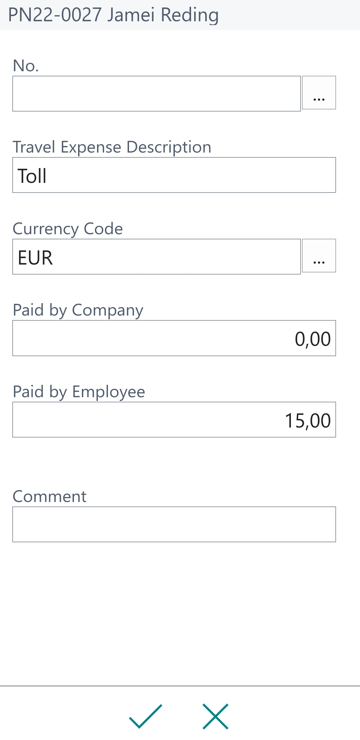 PN22-0027 Jamei Reding
No.
...
Travel Expense Description
Toll
Currency Code
EUR
...
Paid by Company
0,00
Paid by Employee
15,00
Comment